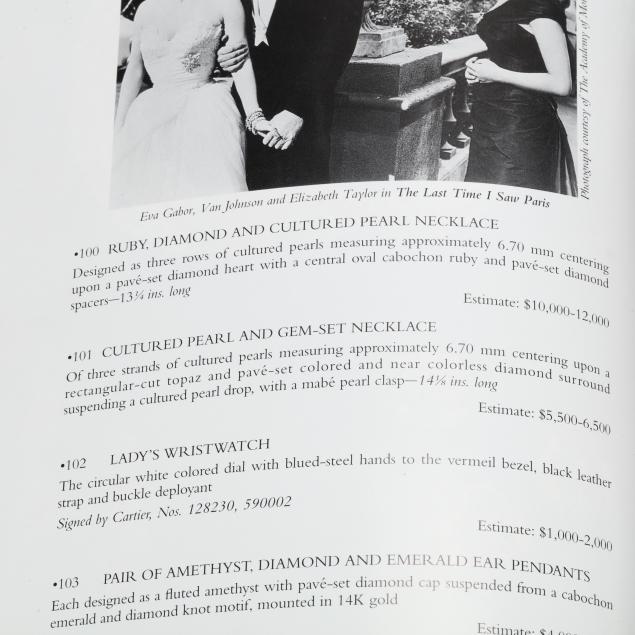 Photograph courtesy of The Academy of
Eva Gabor, Van Johnson and Elizabeth Taylor in The Last Time I Saw Paris
•100 RUBY, DIAMOND AND CULTURED PEARL NECKLACE
Designed as three rows of cultured pearls measuring approximately 6.70 mm centering
upon a pavé-set diamond heart with a central oval cabochon ruby and pavé-set diamond
spacers—13¼ ins. long
Estimate: $10,000-12,000
•101 CULTURED PEARL AND GEM-SET NECKLACE
Of three strands of cultured pearls measuring approximately 6.70 mm centering upon a
rectangular-cut topaz and pavé-set colored and near colorless diamond surround
suspending a cultured pearl drop, with a mabé pearl clasp—14⅛ ins. long
Estimate: $5,500-6,500
•102 LADY'S WRISTWATCH
The circular white colored dial with blued-steel hands to the vermeil bezel, black leather
strap and buckle deployant
Signed by Cartier, Nos. 128230, 590002
Estimate: $1,000-2,000
•103 PAIR OF AMETHYST, DIAMOND AND EMERALD EAR PENDANTS
Each designed as a fluted amethyst with pavé-set diamond cap suspended from a cabochon
emerald and diamond knot motif, mounted in 14K gold
Estimate: